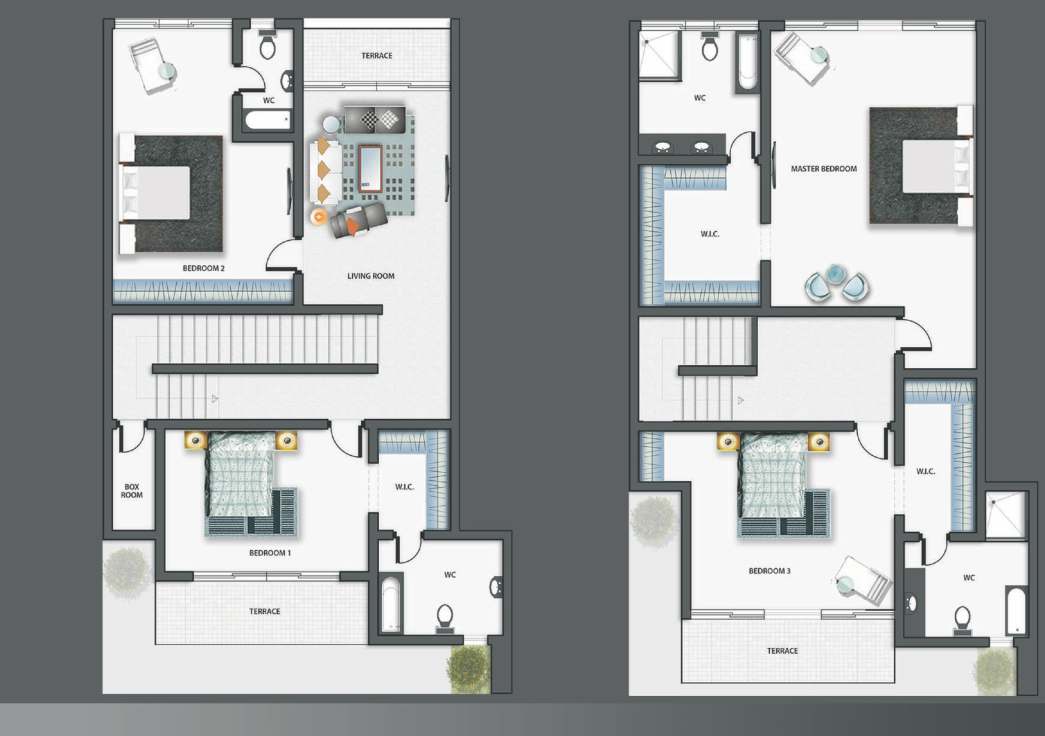 TERRACE
WC
BEDROOM 2
LIVING ROOM
BOX
ROOM
W.I.C.
BEDROOM 1
WC
TERRACE
WC
MASTER BEDROOM
W.I.C.
W.I.C.
BEDROOM 3
WC
TERRACE